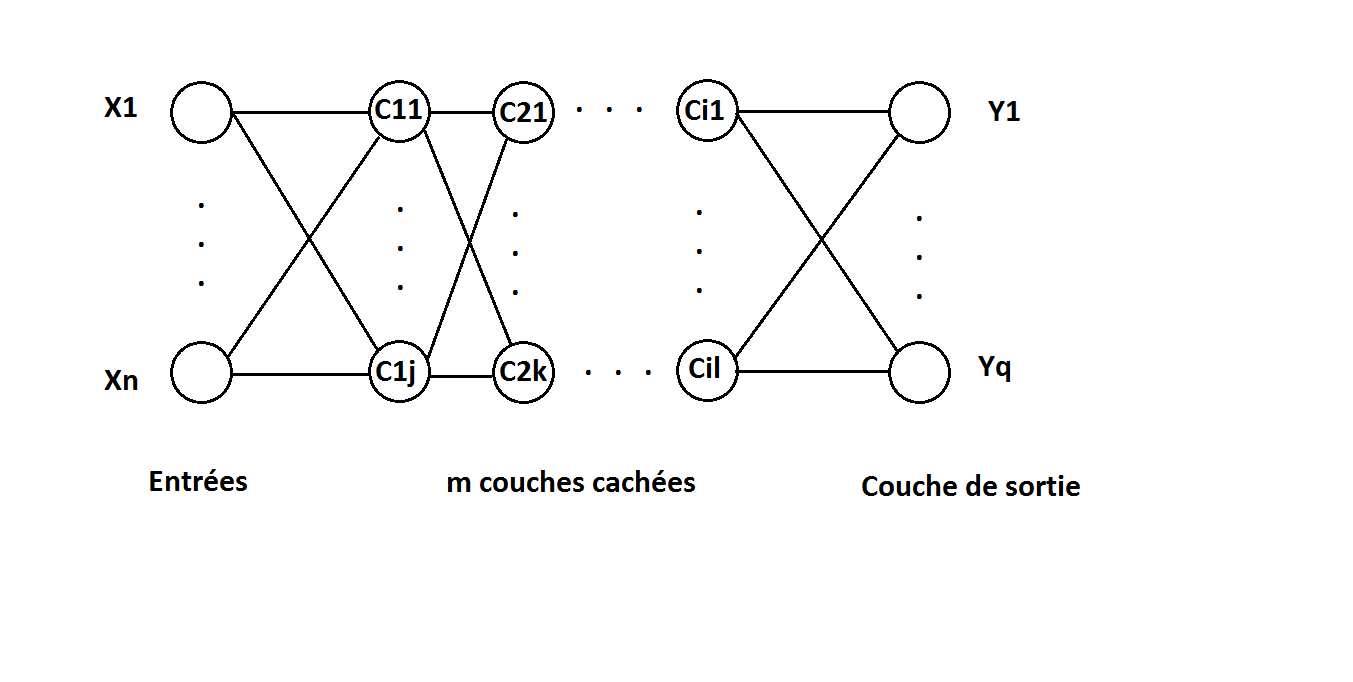 X1 C11 C21 . . . Ci1 Y1
Xn C1j C2k . . . Cil Yq
Entrées m couches cachées Couche de sortie